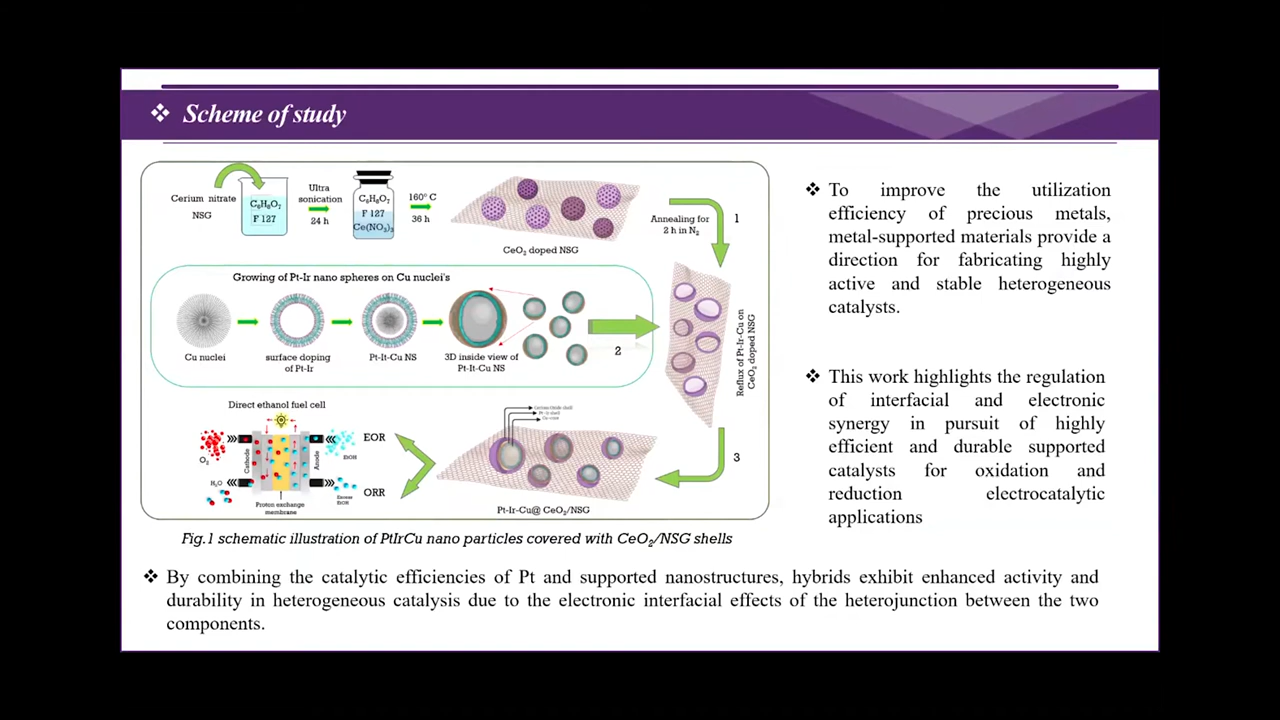 ❖ Scheme of study
Cerium nitrate
NSG
C₆H₈O₇
F 127
Ultra
sonication
24 h
C₆H₈O₇
F 127
Ce(NO₃)₃
160° C
36 h
CeO₂ doped NSG
Annealing for
2 h in N₂
1
Growing of Pt-Ir nano spheres on Cu nuclei's
Cu nuclei
surface doping
of Pt-Ir
Pt-It-Cu NS
3D inside view of
Pt-It-Cu NS
2
Reflux of Pt-Ir-Cu on
CeO₂ doped NSG
Direct ethanol fuel cell
O₂
H₂O
Cathode
Anode
EtOH
Excess
EtOH
Proton exchange
membrane
EOR
ORR
Pt-Ir shell
Cu-core
3
Pt-Ir-Cu@ CeO₂/NSG
Fig.1 schematic illustration of PtIrCu nano particles covered with CeO₂/NSG shells
❖ To improve the utilization
efficiency of precious metals,
metal-supported materials provide a
direction for fabricating highly
active and stable heterogeneous
catalysts.
❖ This work highlights the regulation
of interfacial and electronic
synergy in pursuit of highly
efficient and durable supported
catalysts for oxidation and
reduction electrocatalytic
applications
❖ By combining the catalytic efficiencies of Pt and supported nanostructures, hybrids exhibit enhanced activity and
durability in heterogeneous catalysis due to the electronic interfacial effects of the heterojunction between the two
components.